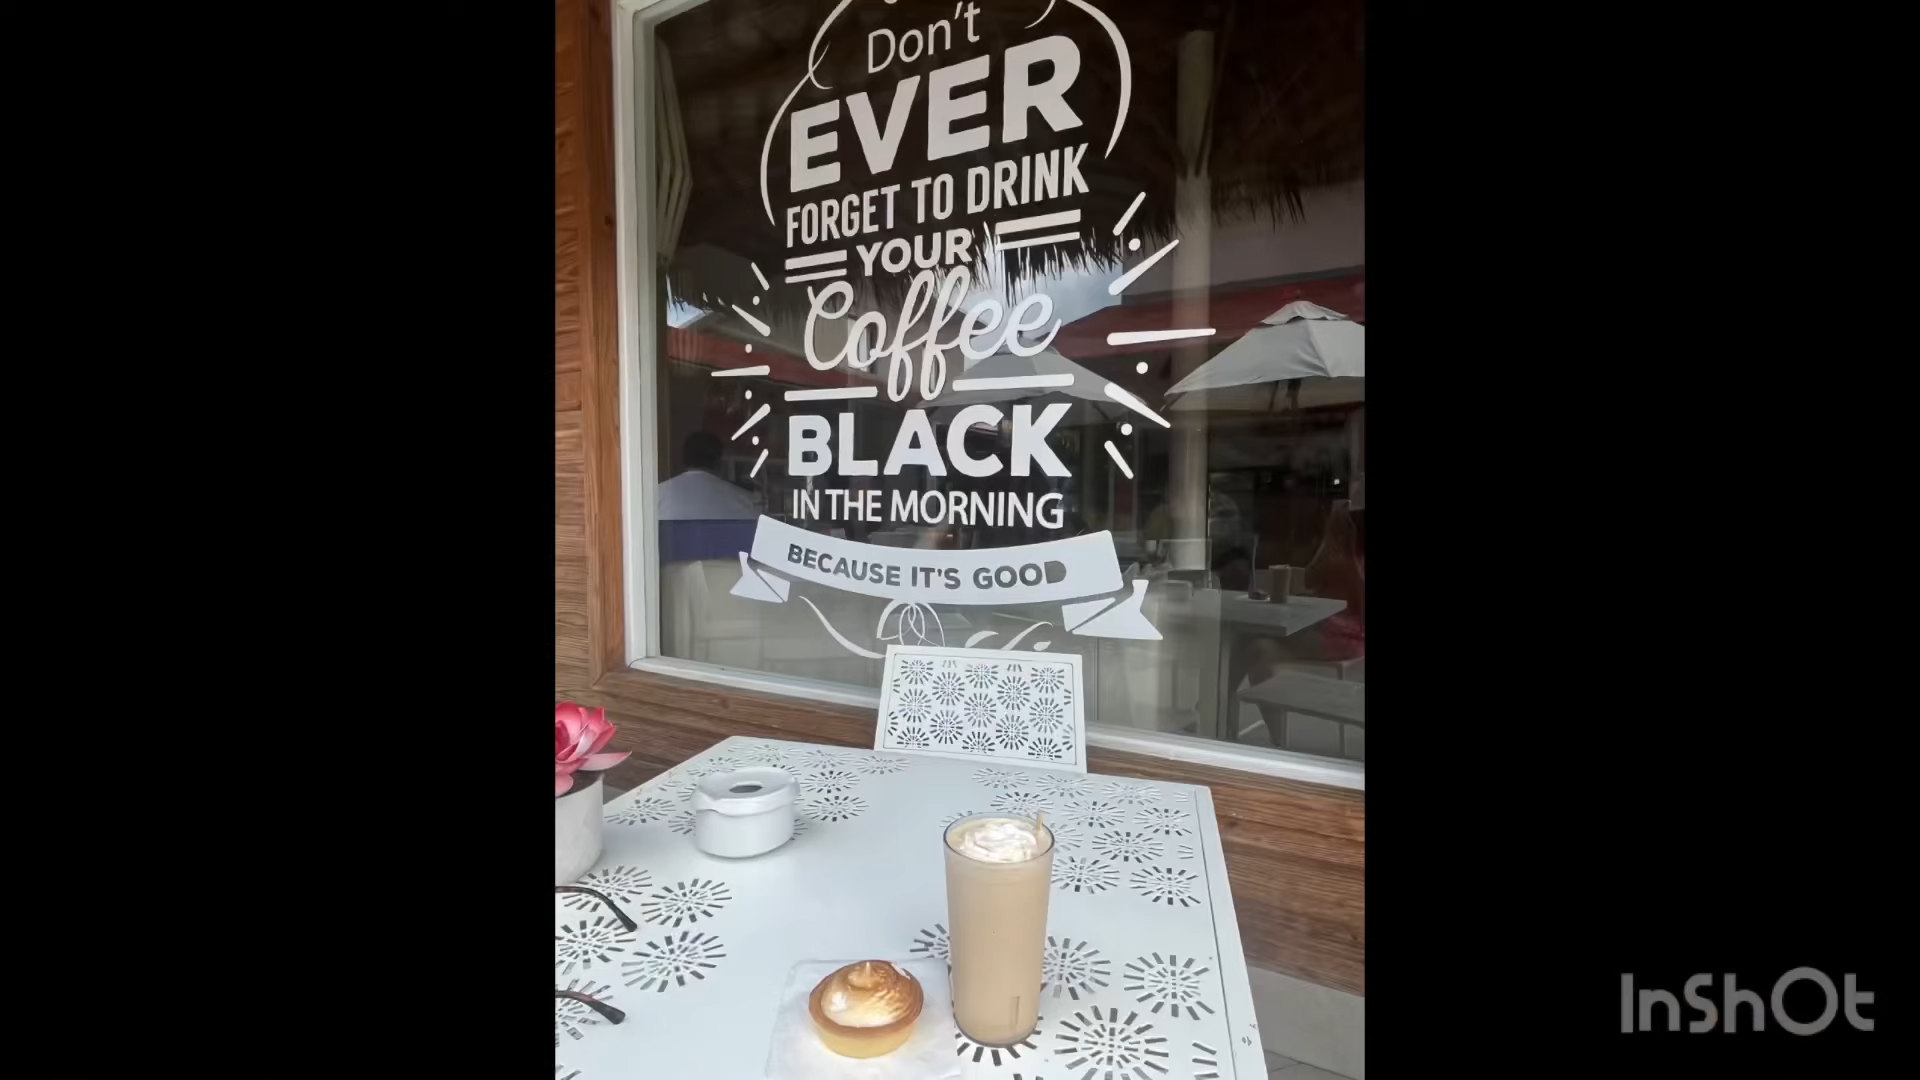 Don't
EVER
FORGET TO DRINK
YOUR
Coffee
BLACK
IN THE MORNING
BECAUSE IT'S GOOD
InShOt